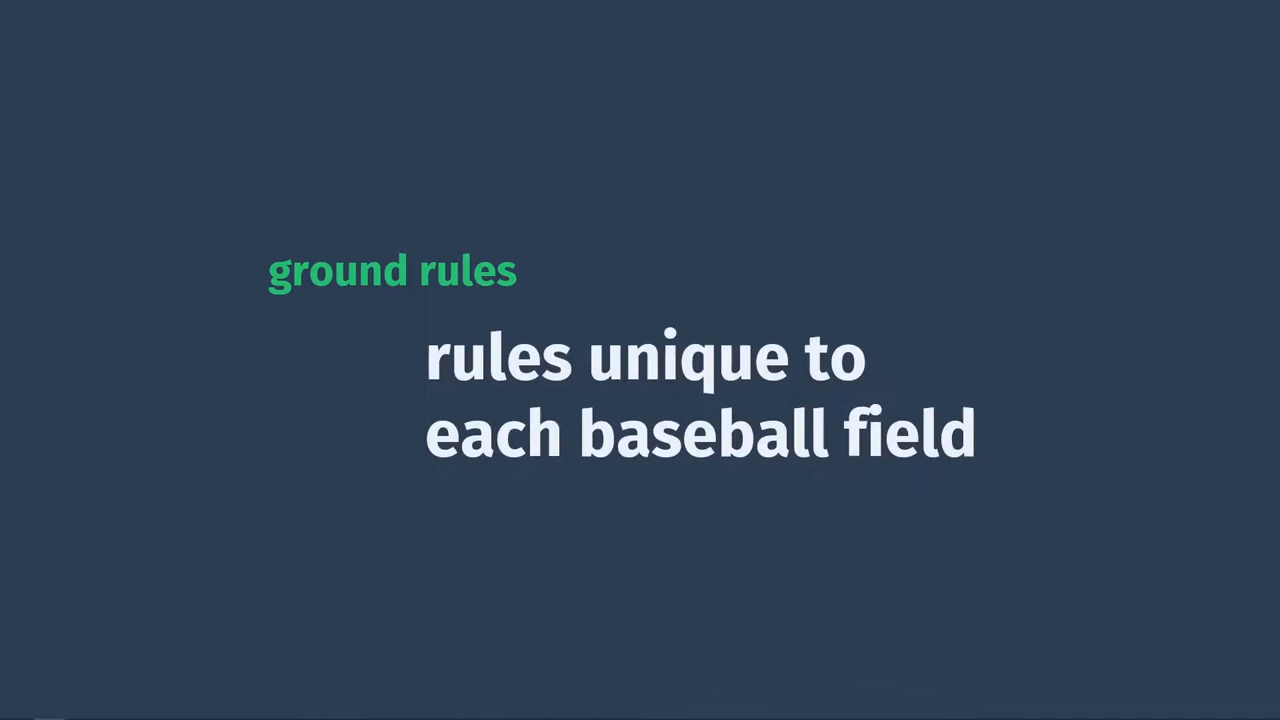 ground rules
rules unique to
each baseball field